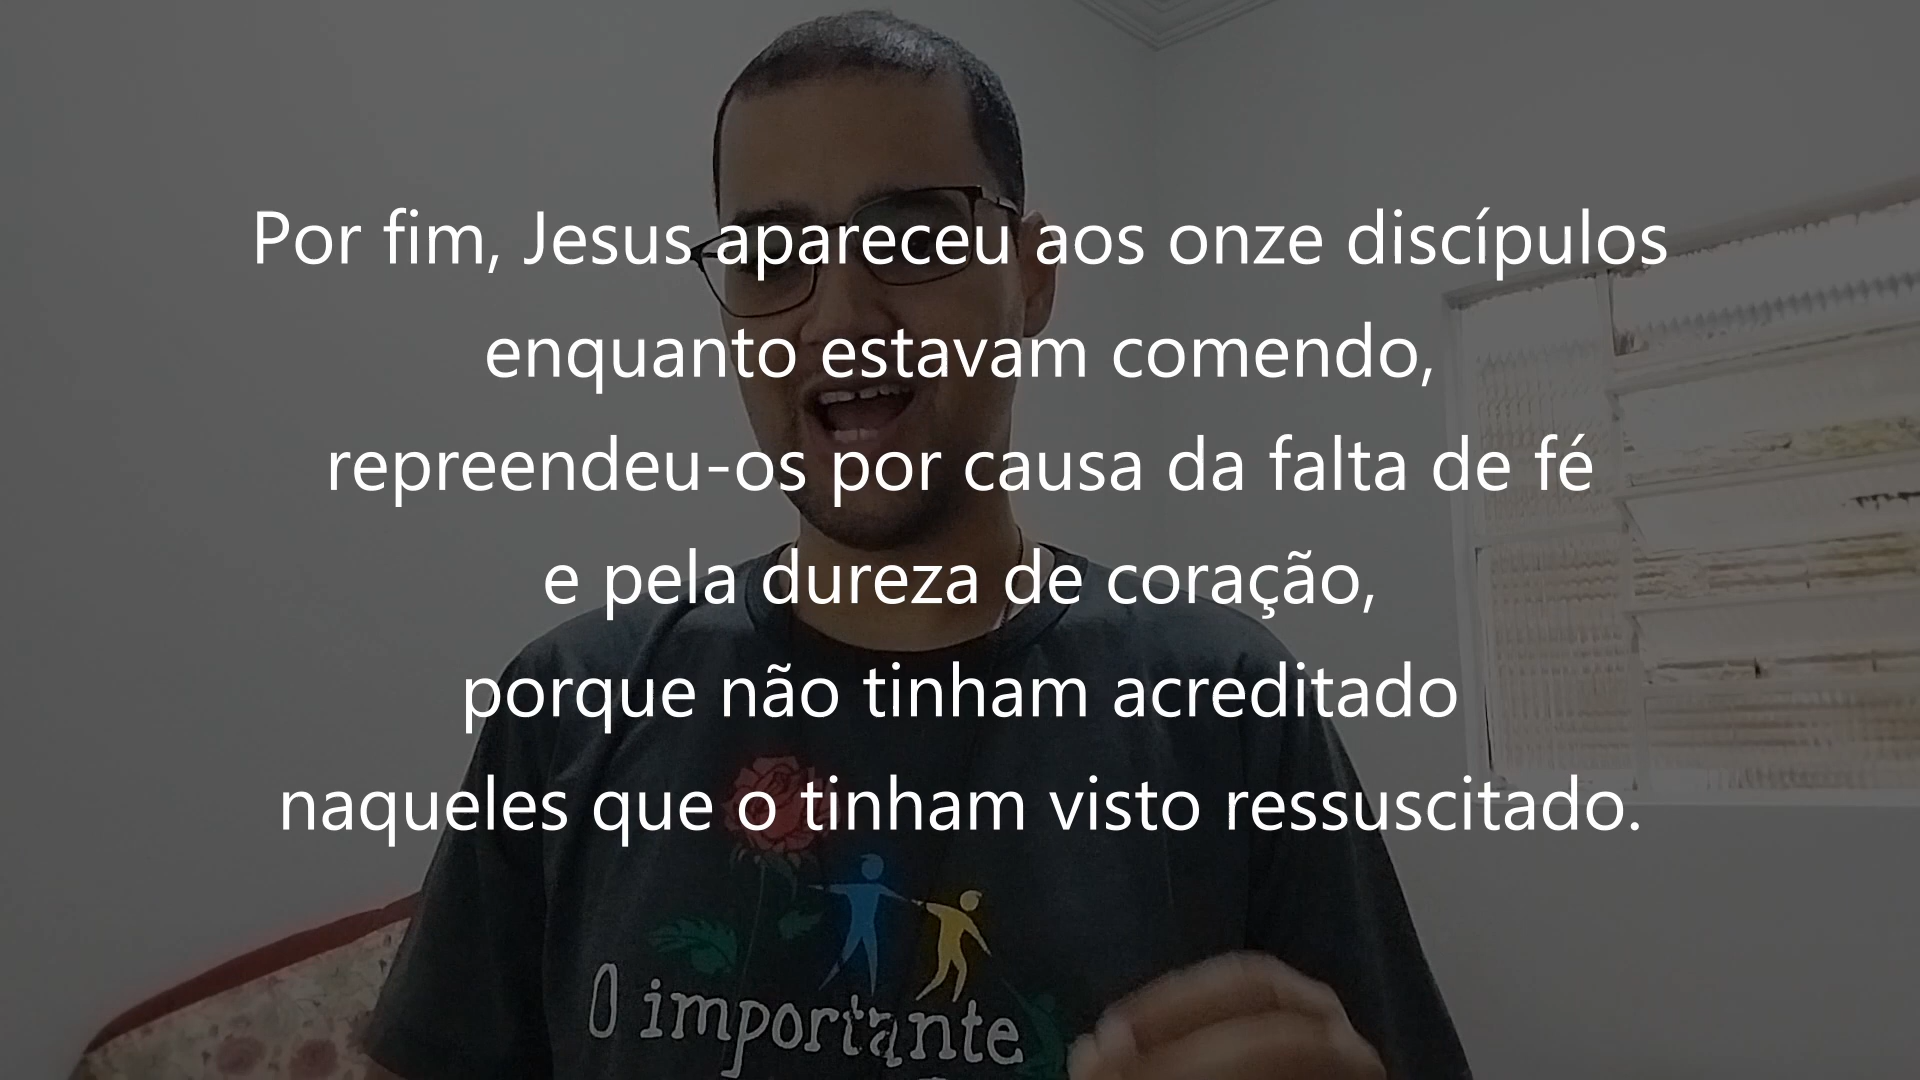 Por fim, Jesus apareceu aos onze discípulos
enquanto estavam comendo,
repreendeu-os por causa da falta de fé
e pela dureza de coração,
porque não tinham acreditado
naqueles que o tinham visto ressuscitado.
O importante